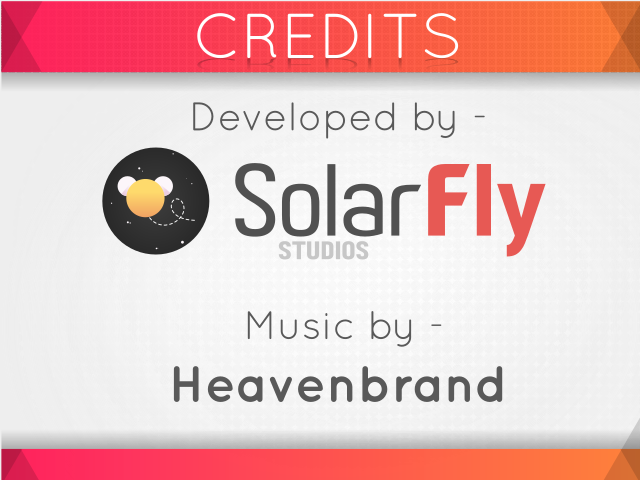 CREDITS
Developed by -
SolarFly
STUDIOS
Music by -
Heavenbrand